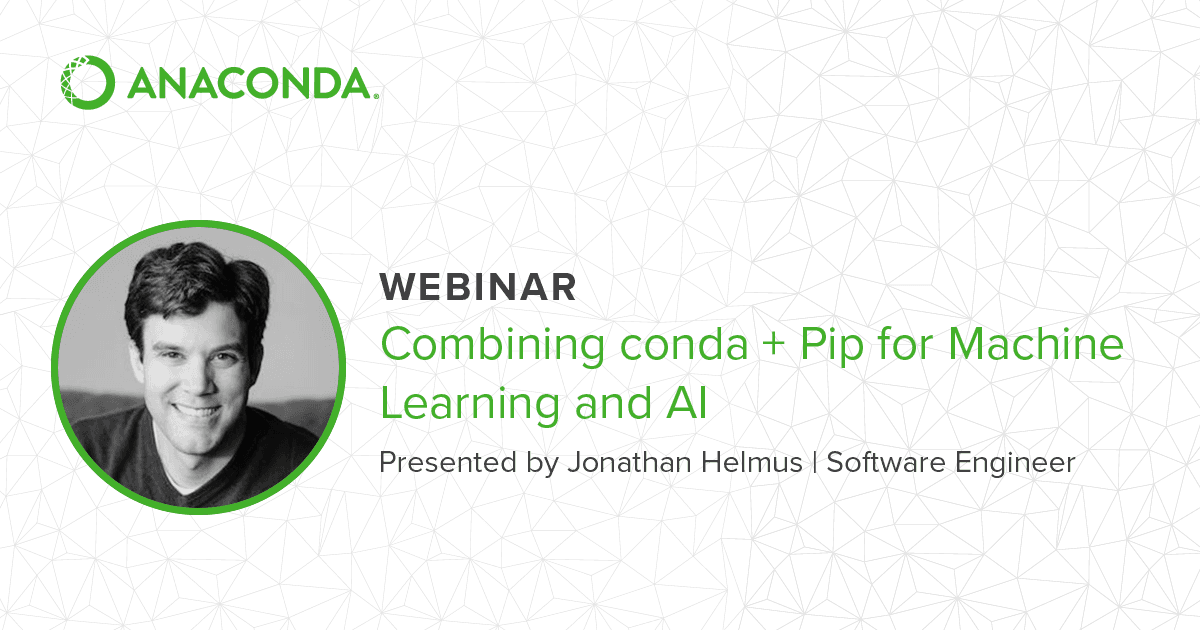 ANACONDA®
WEBINAR
Combining conda + Pip for Machine
Learning and AI
Presented by Jonathan Helmus | Software Engineer